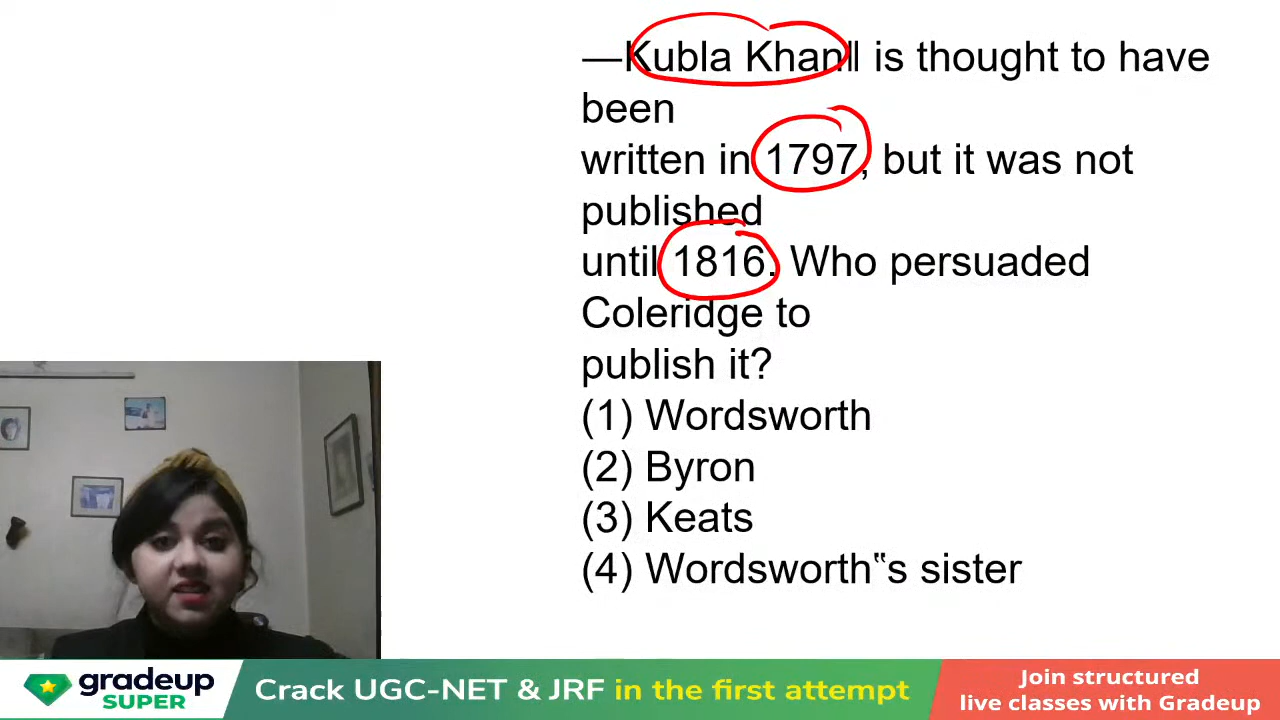 ―Kubla Khan‖ is thought to have
been
written in 1797, but it was not
published
until 1816. Who persuaded
Coleridge to
publish it?
(1) Wordsworth
(2) Byron
(3) Keats
(4) Wordsworth‟s sister
gradeup
SUPER
Crack UGC-NET & JRF in the first attempt
Join structured
live classes with Gradeup